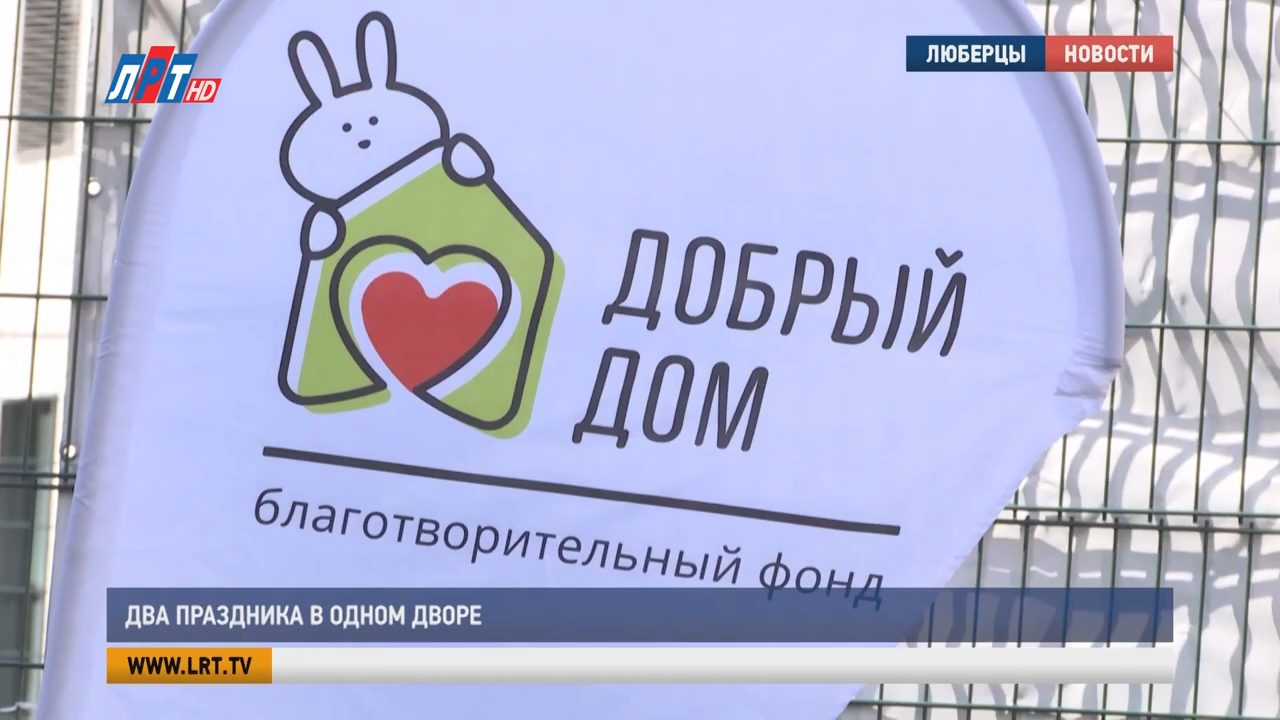 ЛРТ HD
ЛЮБЕРЦЫ НОВОСТИ
ДОБРЫЙ
ДОМ
благотворительный фонд
ДВА ПРАЗДНИКА В ОДНОМ ДВОРЕ
WWW.LRT.TV